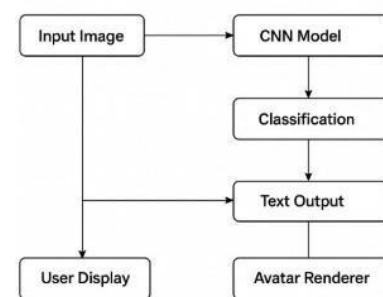 Input Image
CNN Model
Classification
Text Output
User Display
Avatar Renderer